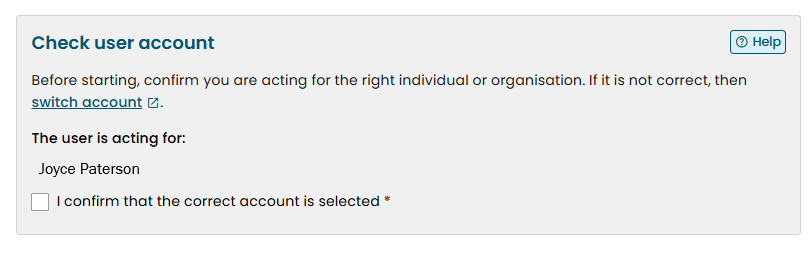 Check user account
Help
Before starting, confirm you are acting for the right individual or organisation. If it is not correct, then
switch account.
The user is acting for:
Joyce Paterson
I confirm that the correct account is selected *